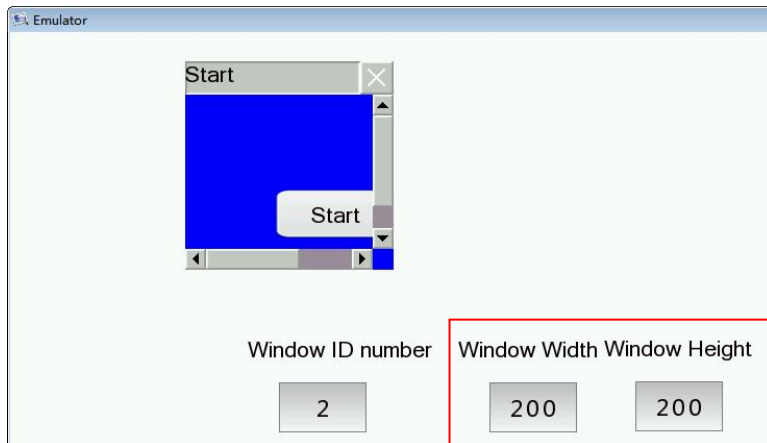 Emulator
Start
Start
Window ID number
Window Width Window Height
2
200
200